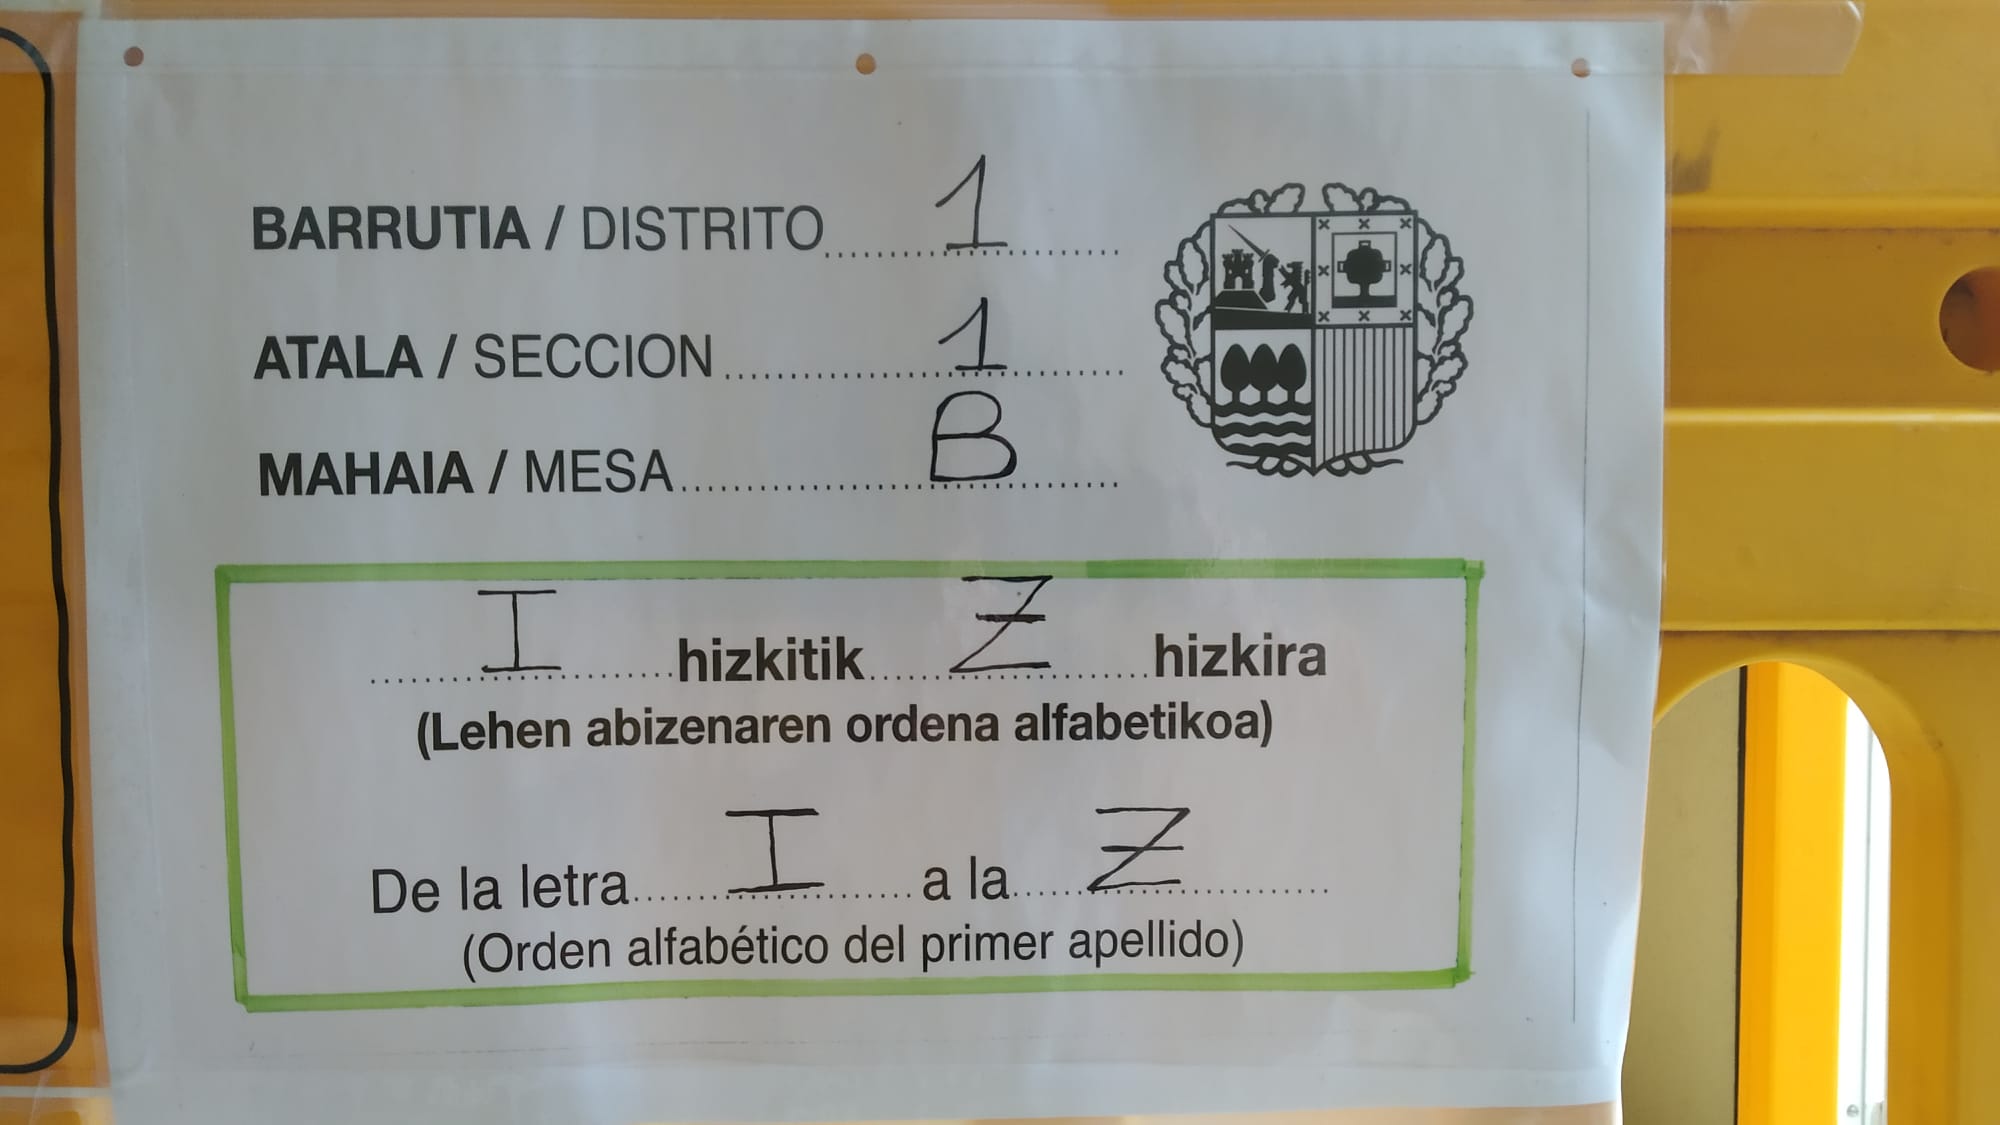 BARRUTIA / DISTRITO 1
ATALA / SECCION 1
MAHAIA / MESA B
I hizkitik Z hizkira
(Lehen abizenaren ordena alfabetikoa)
De la letra I a la Z
(Orden alfabético del primer apellido)